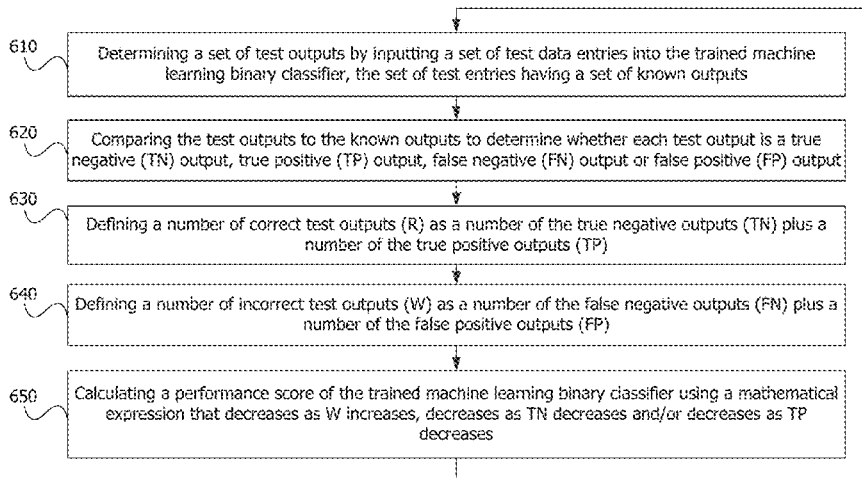 610
Determining a set of test outputs by inputting a set of test data entries into the trained machine
learning binary classifier, the set of test entries having a set of known outputs
620
Comparing the test outputs to the known outputs to determine whether each test output is a true
negative (TN) output, true positive (TP) output, false negative (FN) output or false positive (FP) output
630
Defining a number of correct test outputs (R) as a number of the true negative outputs (TN) plus a
number of the true positive outputs (TP)
640
Defining a number of incorrect test outputs (W) as a number of the false negative outputs (FN) plus a
number of the false positive outputs (FP)
650
Calculating a performance score of the trained machine learning binary classifier using a mathematical
expression that decreases as W increases, decreases as TN decreases and/or decreases as TP
decreases